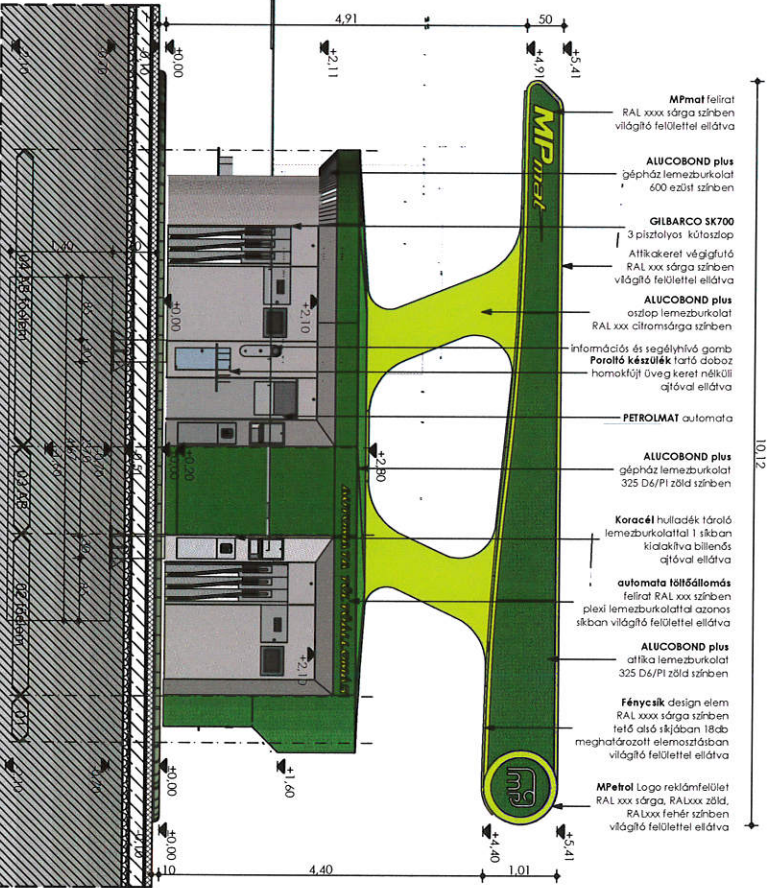 MPmat felirat
RAL xxxx sárga színben
világító felülettel ellátva
ALUCOBOND plus
gépház lemezburkolat
600 ezüst színben
GILBARCO SK700
3 pisztolyos kútoszlop
Attikakeret végigfutó
RAL xxx sárga színben
világító felülettel ellátva
ALUCOBOND plus
oszlop lemezburkolat
RAL xxx citromsárga színben
információs és segélyhívó gomb
Poroltó készülék tartó doboz
homokfújt üveg keret nélküli
ajtóval ellátva
PETROLMAT automata
ALUCOBOND plus
gépház lemezburkolat
325 D6/PI zöld színben
Koracél hulladék tároló
lemezburkolattal 1 síkban
kialakítva billenős
ajtóval ellátva
automata töltőállomás
felirat RAL xxx színben
plexi lemezburkolattal azonos
síkban világító felülettel ellátva
ALUCOBOND plus
attika lemezburkolat
325 D6/PI zöld színben
Fénycsík design elem
RAL xxxx sárga színben
tető alsó síkjában 18db
meghatározott elemosztásban
világító felülettel ellátva
MPetrol Logo reklámfelület
RAL xxx sárga, RALxxx zöld,
RALxxx fehér színben
világító felülettel ellátva
10,12
50
4,91
+5,41
+4,91
+2,11
+0,00
MPmat
+2,10
+0,00
+2,80
+0,20
+2,10
+1,60
+0,00
+0,00
+4,40
+5,41
1,01
4,40
10
mp
03 AB